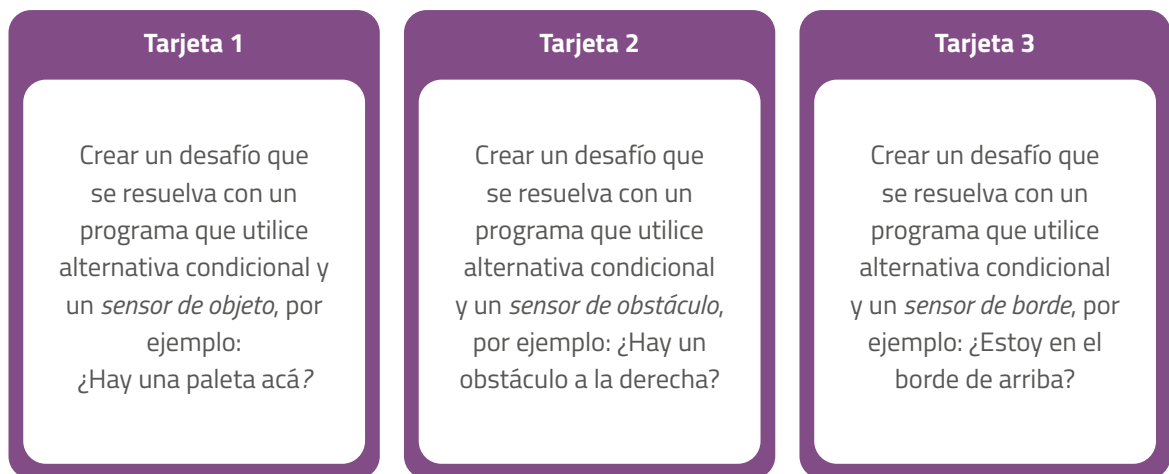 Tarjeta 1
Crear un desafío que
se resuelva con un
programa que utilice
alternativa condicional y
un sensor de objeto, por
ejemplo:
¿Hay una paleta acá?
Tarjeta 2
Crear un desafío que
se resuelva con un
programa que utilice
alternativa condicional
y un sensor de obstáculo,
por ejemplo: ¿Hay un
obstáculo a la derecha?
Tarjeta 3
Crear un desafío que
se resuelva con un
programa que utilice
alternativa condicional
y un sensor de borde, por
ejemplo: ¿Estoy en el
borde de arriba?